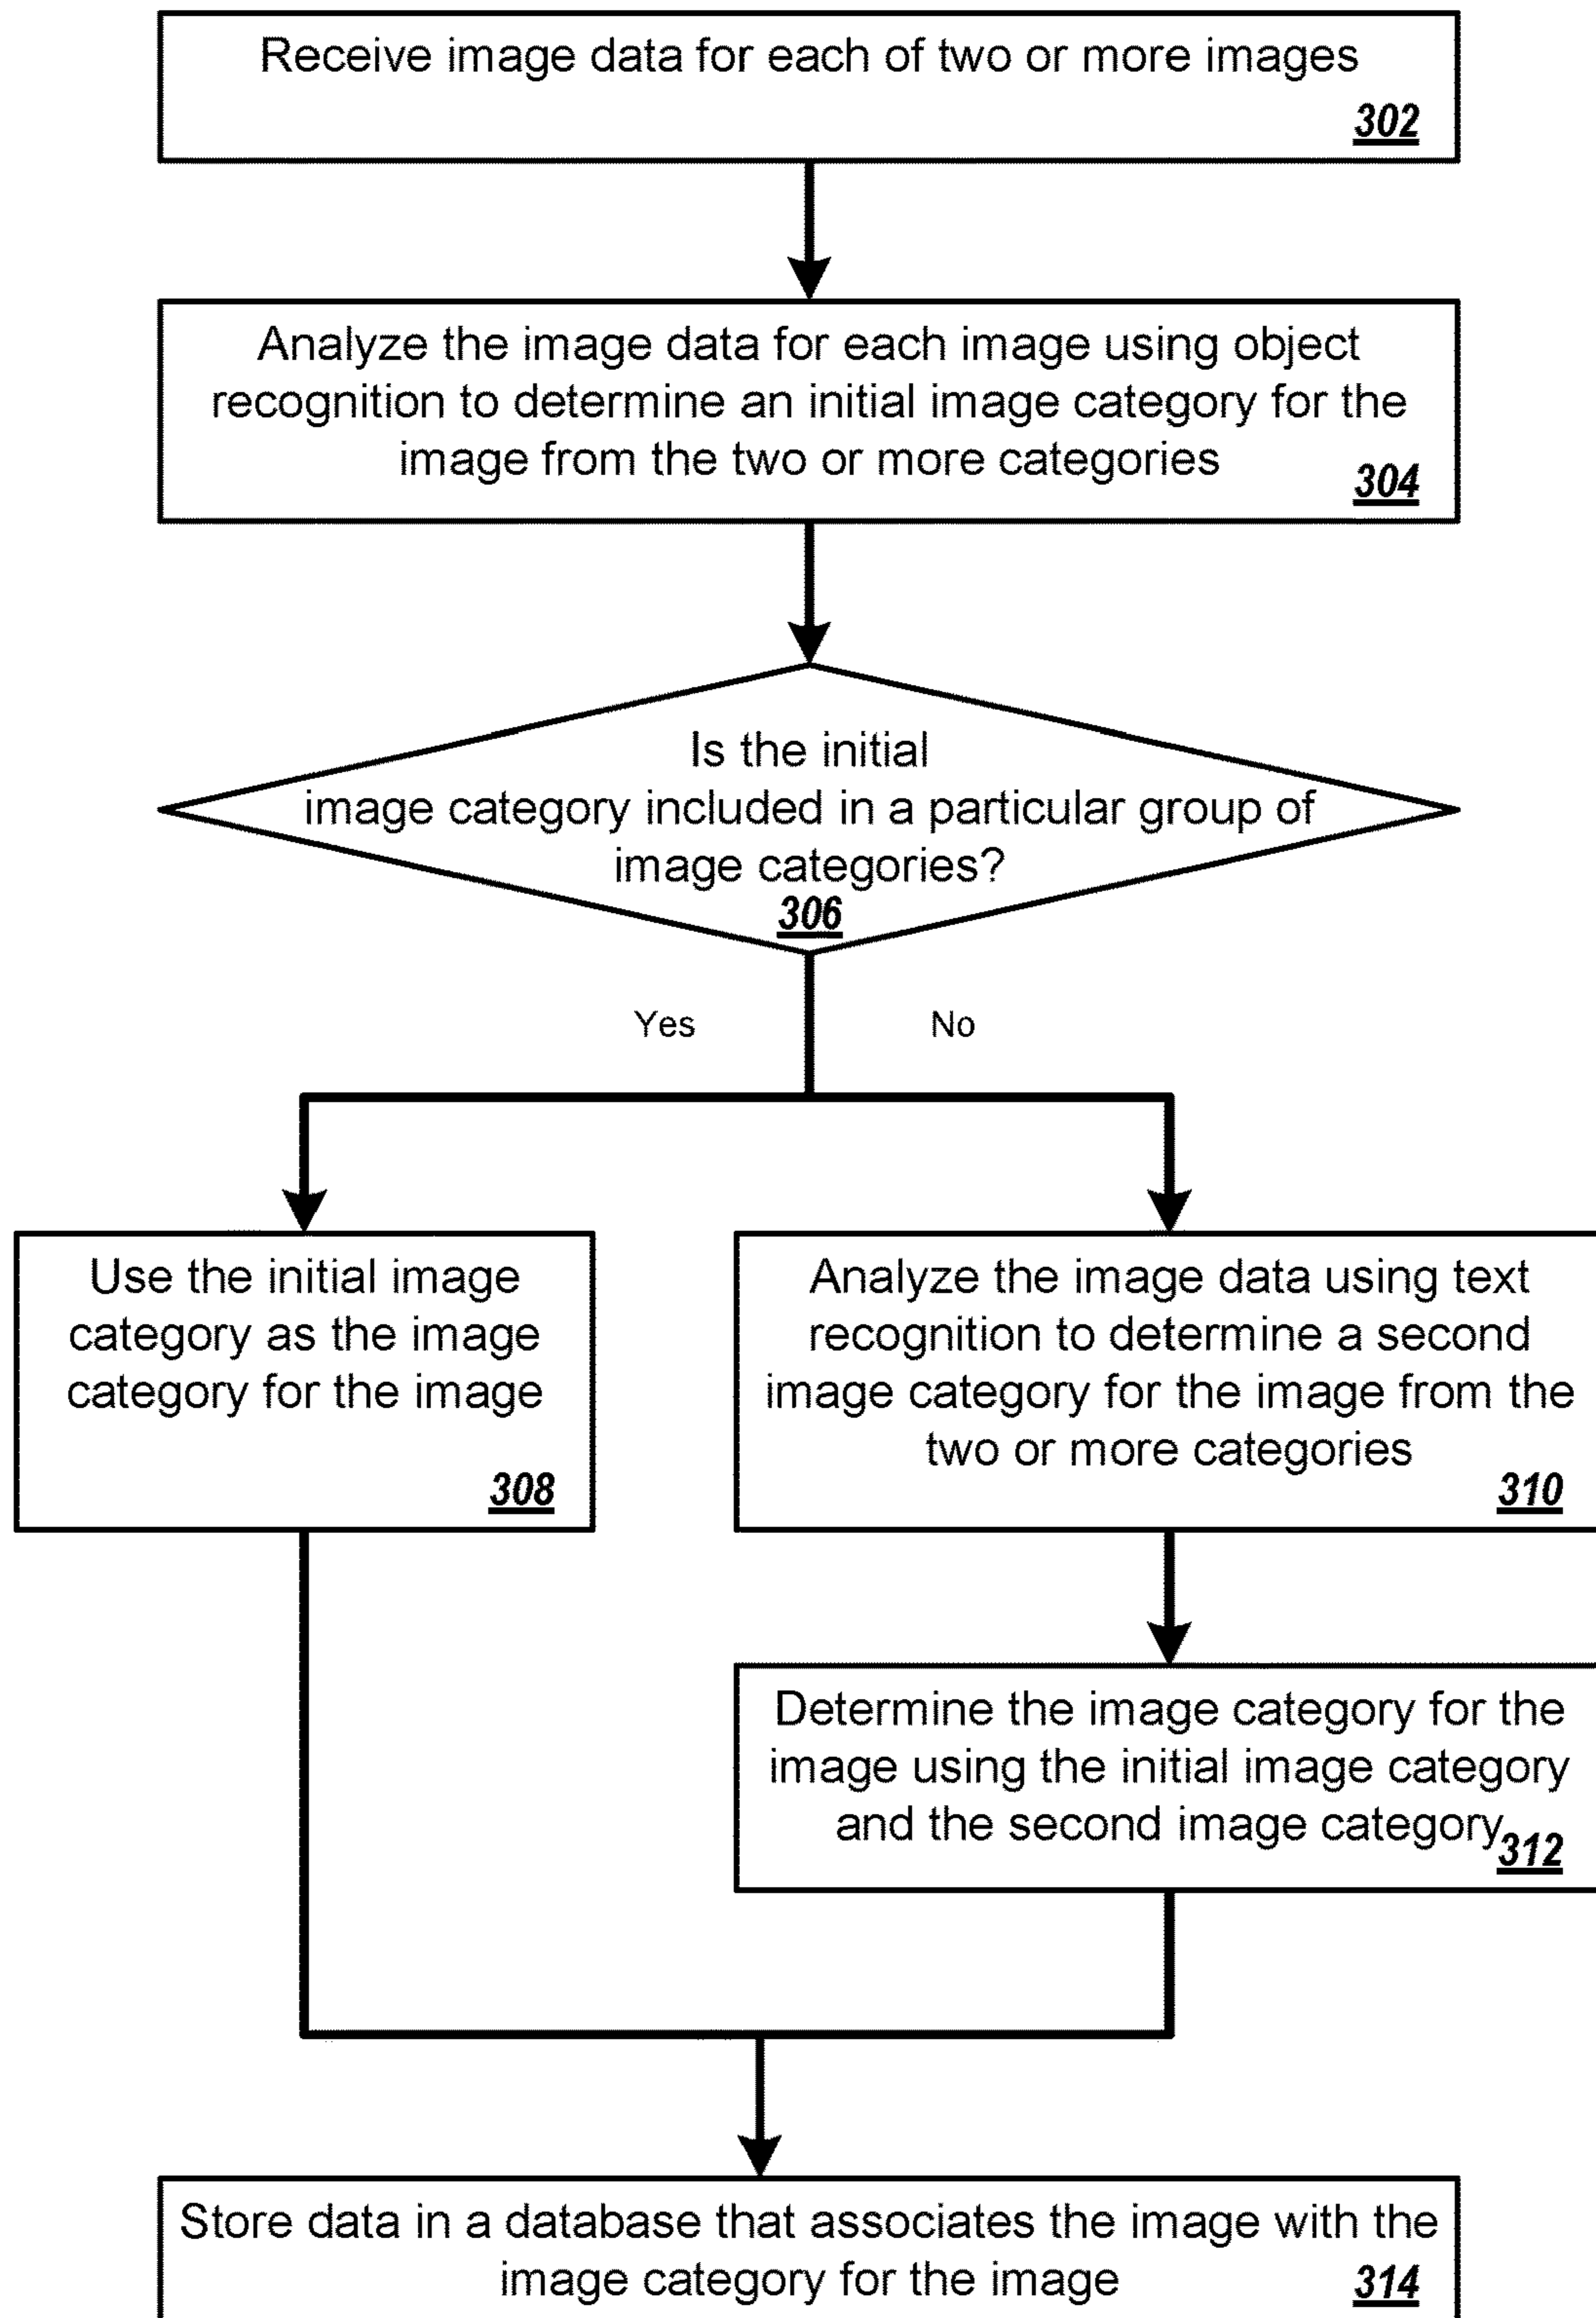 Receive image data for each of two or more images
302
Analyze the image data for each image using object
recognition to determine an initial image category for the
image from the two or more categories
304
Is the initial
image category included in a particular group of
image categories?
306
Yes
No
Use the initial image
category as the image
category for the image
308
Analyze the image data using text
recognition to determine a second
image category for the image from the
two or more categories
310
Determine the image category for the
image using the initial image category
and the second image category
312
Store data in a database that associates the image with the
image category for the image
314